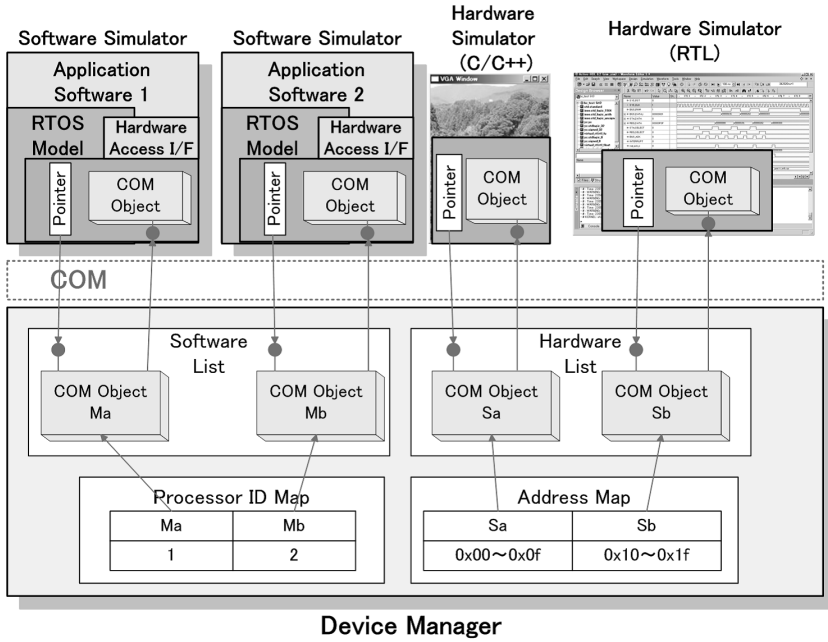 Software Simulator
Application
Software 1
RTOS
Model
Hardware
Access I/F
Pointer
COM
Object
Software Simulator
Application
Software 2
RTOS
Model
Hardware
Access I/F
Pointer
COM
Object
Hardware
Simulator
(C/C++)
VGA Window
Pointer
COM
Object
Hardware Simulator
(RTL)
Pointer
COM
Object
COM
Software
List
COM Object
Ma
COM Object
Mb
Hardware
List
COM Object
Sa
COM Object
Sb
Processor ID Map
Ma Mb
1 2
Address Map
Sa Sb
0x00～0x0f 0x10～0x1f
Device Manager